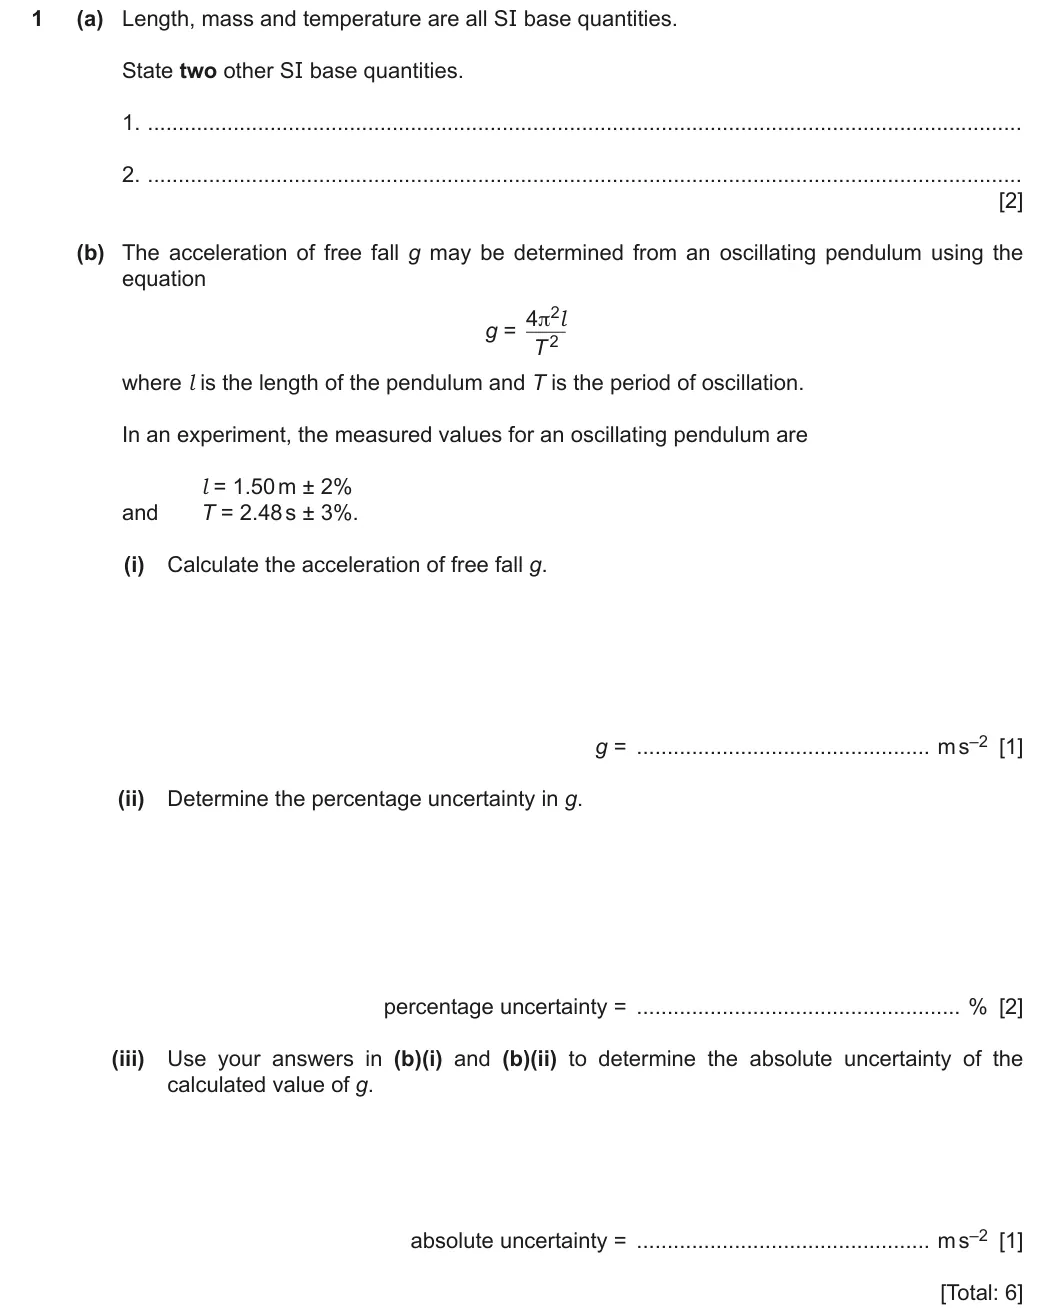 1 (a) Length, mass and temperature are all SI base quantities.
State two other SI base quantities.
1. ..........................................................................................................................................
2. ..........................................................................................................................................
[2]
(b) The acceleration of free fall g may be determined from an oscillating pendulum using the
equation
g = 4π²l / T²
where l is the length of the pendulum and T is the period of oscillation.
In an experiment, the measured values for an oscillating pendulum are
l = 1.50 m ± 2%
and T = 2.48 s ± 3%.
(i) Calculate the acceleration of free fall g.
g = ................................................ m s⁻² [1]
(ii) Determine the percentage uncertainty in g.
percentage uncertainty = ..................................................... % [2]
(iii) Use your answers in (b)(i) and (b)(ii) to determine the absolute uncertainty of the
calculated value of g.
absolute uncertainty = ................................................ m s⁻² [1]
[Total: 6]